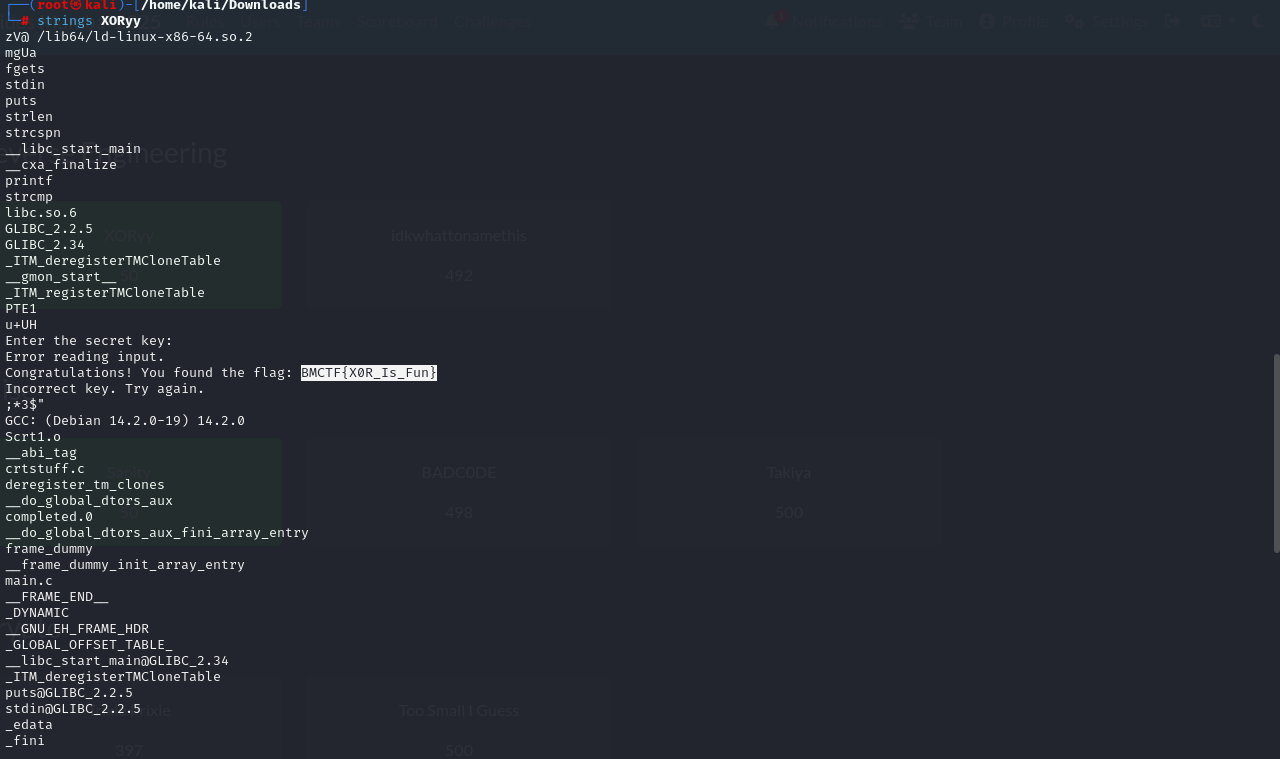 ┌──(root㉿kali)-[/home/kali/Downloads]
└─# strings XORyy
zV@ /lib64/ld-linux-x86-64.so.2
mgUa
fgets
stdin
puts
strlen
strcspn
__libc_start_main
__cxa_finalize
printf
strcmp
libc.so.6
GLIBC_2.2.5
GLIBC_2.34
_ITM_deregisterTMCloneTable
__gmon_start__
_ITM_registerTMCloneTable
PTE1
u+UH
Enter the secret key:
Error reading input.
Congratulations! You found the flag: BMCTF{X0R_Is_Fun}
Incorrect key. Try again.
;*3$"
GCC: (Debian 14.2.0-19) 14.2.0
Scrt1.o
__abi_tag
crtstuff.c
deregister_tm_clones
__do_global_dtors_aux
completed.0
__do_global_dtors_aux_fini_array_entry
frame_dummy
__frame_dummy_init_array_entry
main.c
__FRAME_END__
_DYNAMIC
__GNU_EH_FRAME_HDR
_GLOBAL_OFFSET_TABLE_
__libc_start_main@GLIBC_2.34
_ITM_deregisterTMCloneTable
puts@GLIBC_2.2.5
stdin@GLIBC_2.2.5
_edata
_fini
Notifications
Team
Profile
Settings
XORyy
50
idkwhattonamethis
492
BADC0DE
498
Takiya
500
397
Too Small I Guess
500